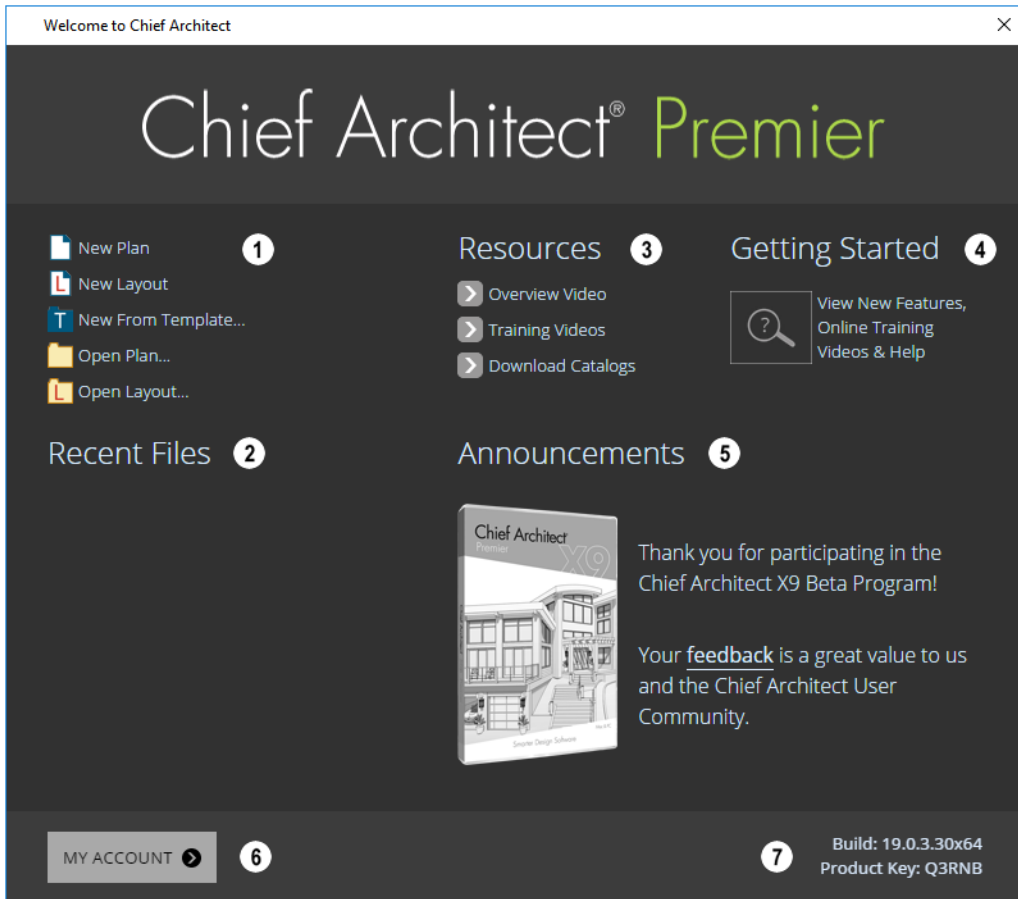 Welcome to Chief Architect
Chief Architect® Premier
New Plan
1
New Layout
L
T New From Template...
Open Plan...
L Open Layout...
Recent Files 2
Resources 3
Overview Video
Training Videos
Download Catalogs
Getting Started 4
?
View New Features,
Online Training
Videos & Help
Announcements 5
Chief Architect
Premier
X9
Smarter Design Software
Thank you for participating in the
Chief Architect X9 Beta Program!
Your feedback is a great value to us
and the Chief Architect User
Community.
MY ACCOUNT
6
7
Build: 19.0.3.30x64
Product Key: Q3RNB